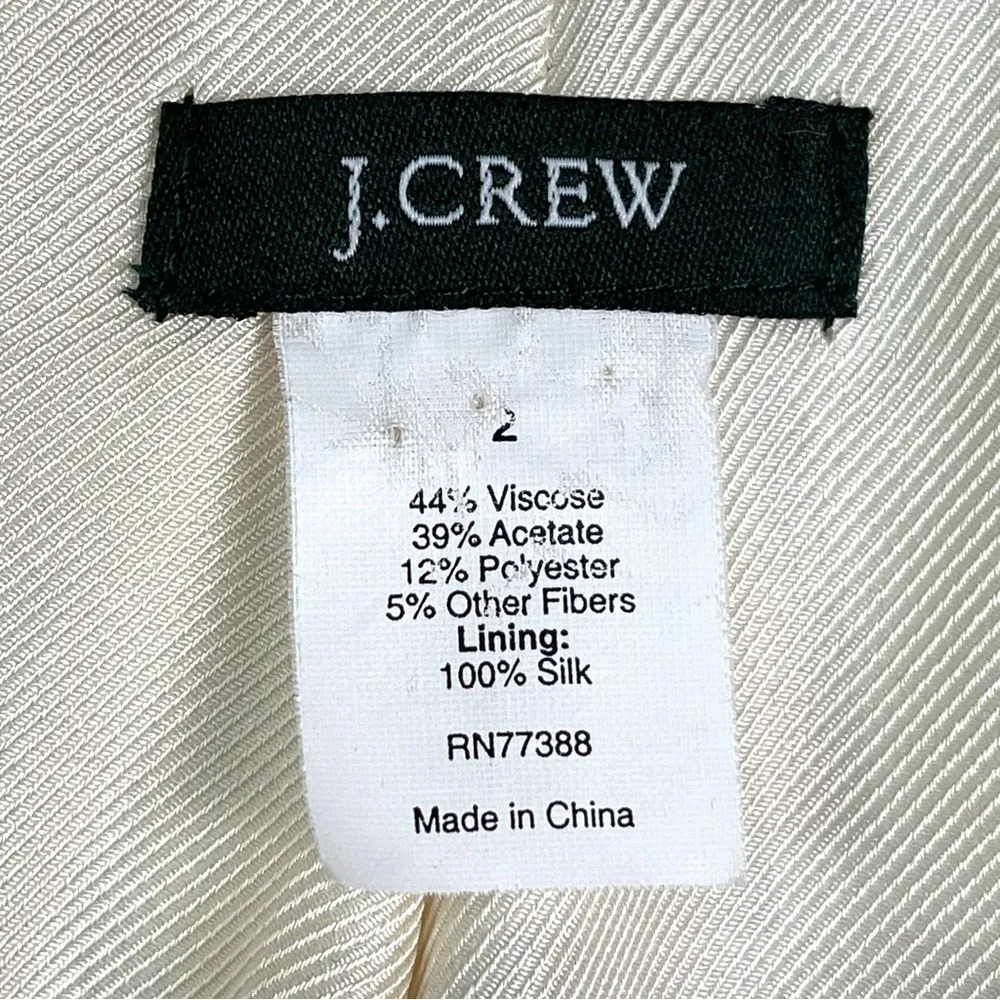 J.CREW
2
44% Viscose
39% Acetate
12% Polyester
5% Other Fibers
Lining:
100% Silk
RN77388
Made in China